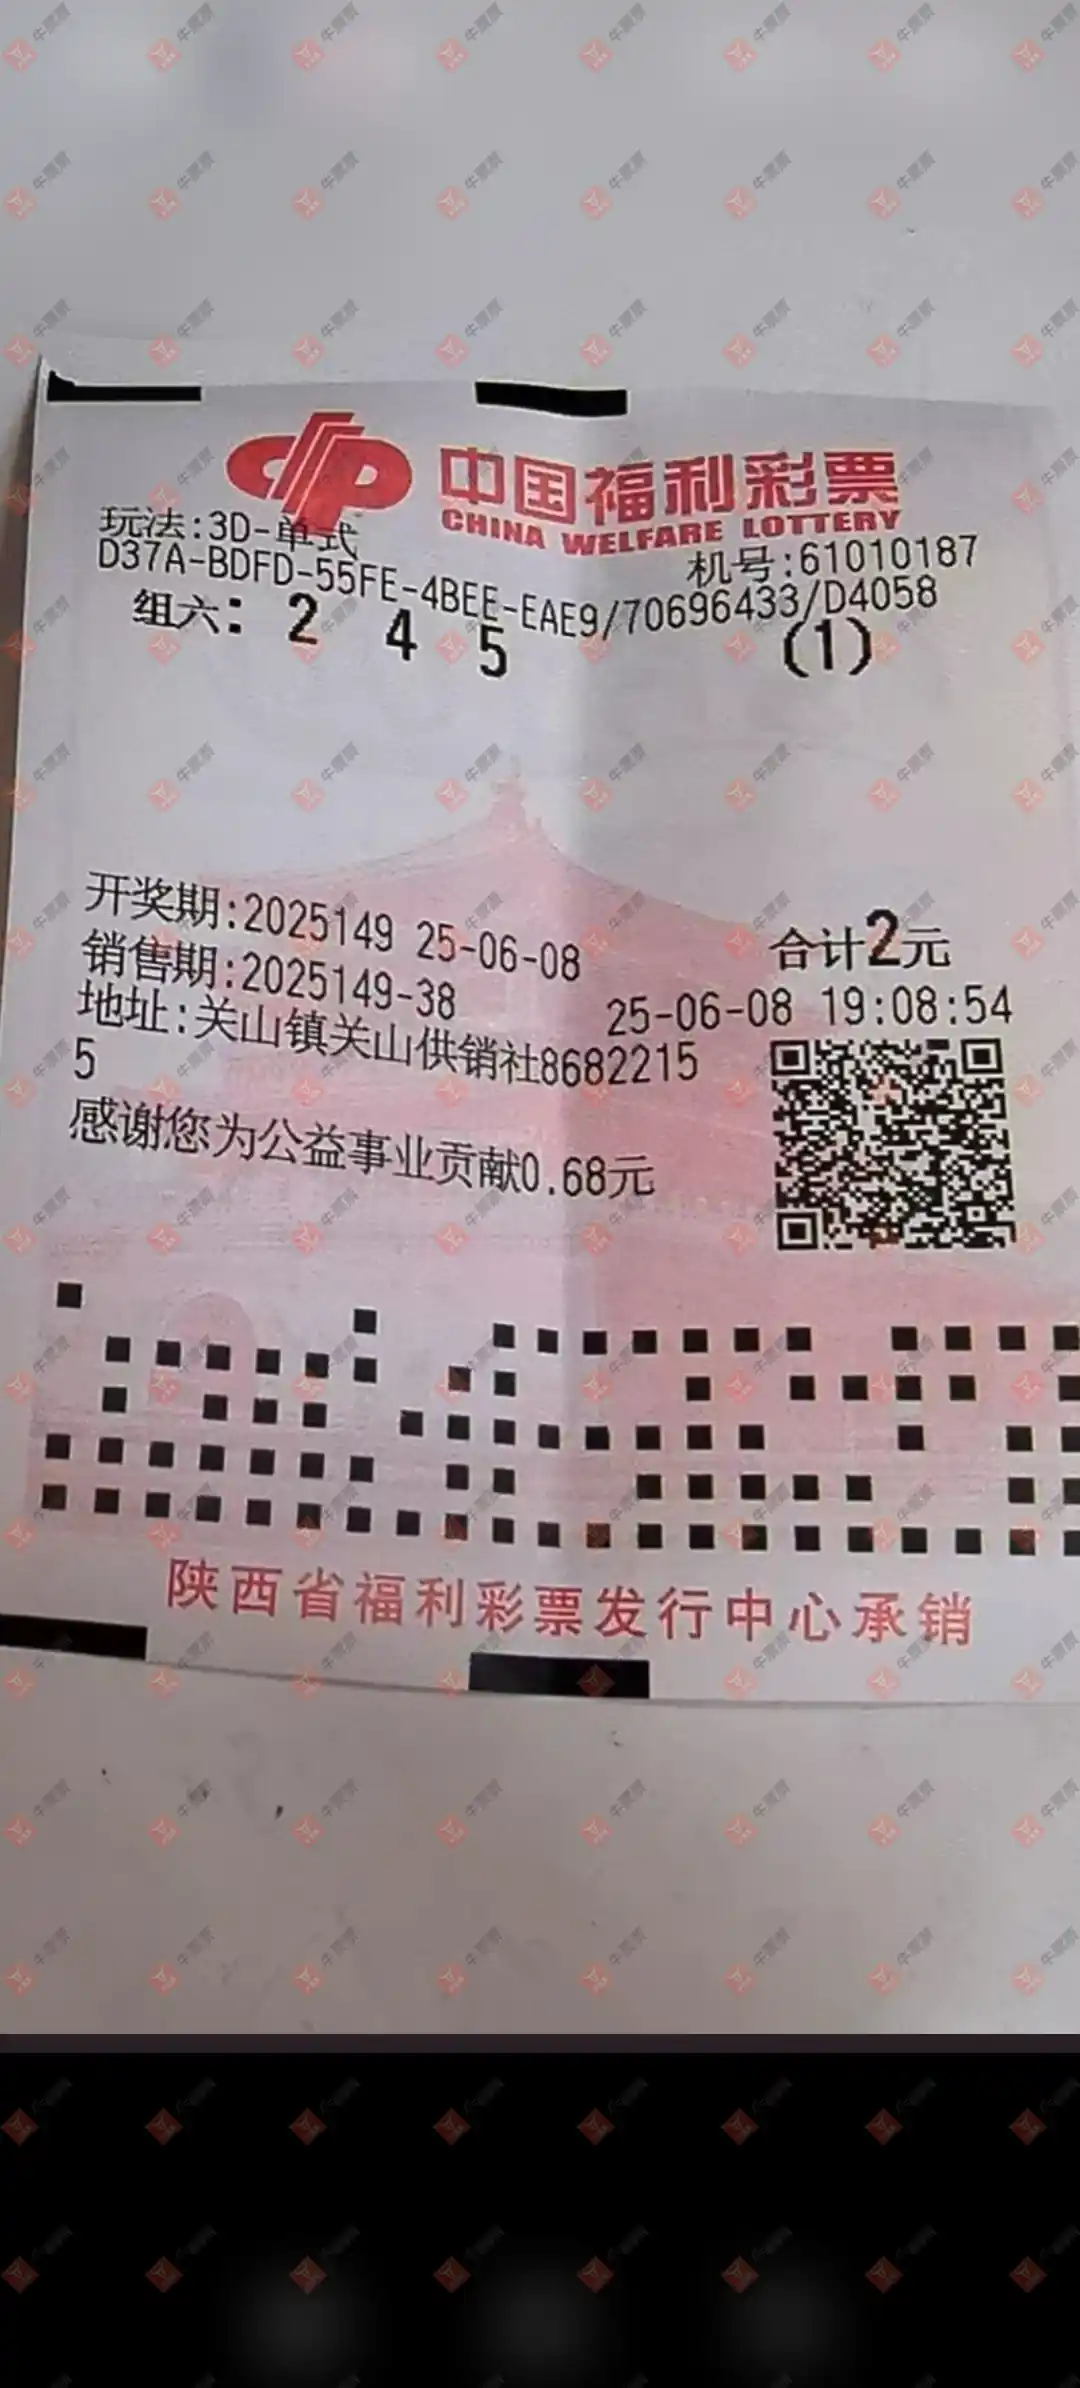 中国福利彩票
CHINA WELFARE LOTTERY
玩法:3D-单式
机号:61010187
D37A-BDFD-55FE-4BEE-EAE9/70696433/D4058
组六: 2 4 5 (1)
开奖期:2025149 25-06-08
合计2元
销售期:2025149-38
25-06-08 19:08:54
地址:关山镇关山供销社8682215
5
感谢您为公益事业贡献0.68元
陕西省福利彩票发行中心承销
牛票票